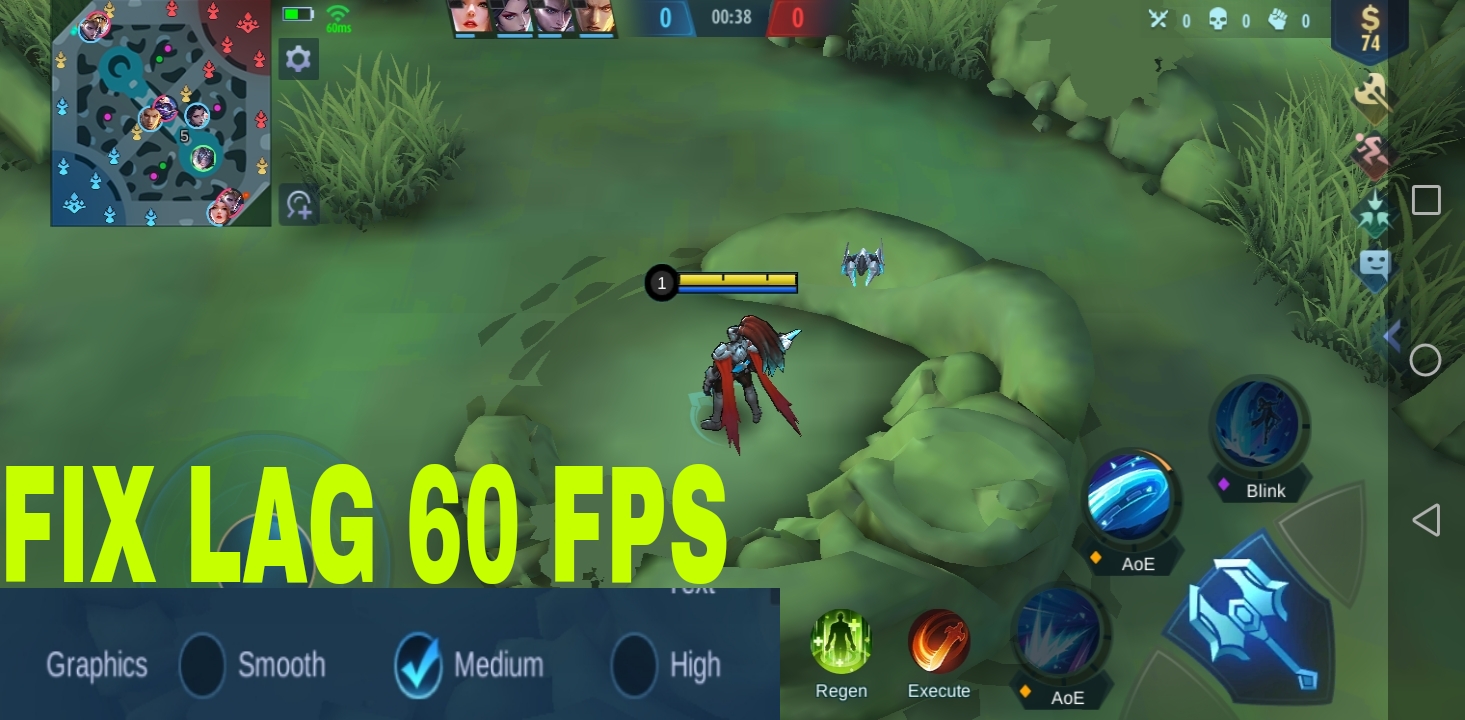 60ms
0
00:38
0
0
0
0
$
74
5
1
Blink
AoE
FIX LAG 60 FPS
Graphics
Smooth
Medium
High
Regen
Execute
AoE